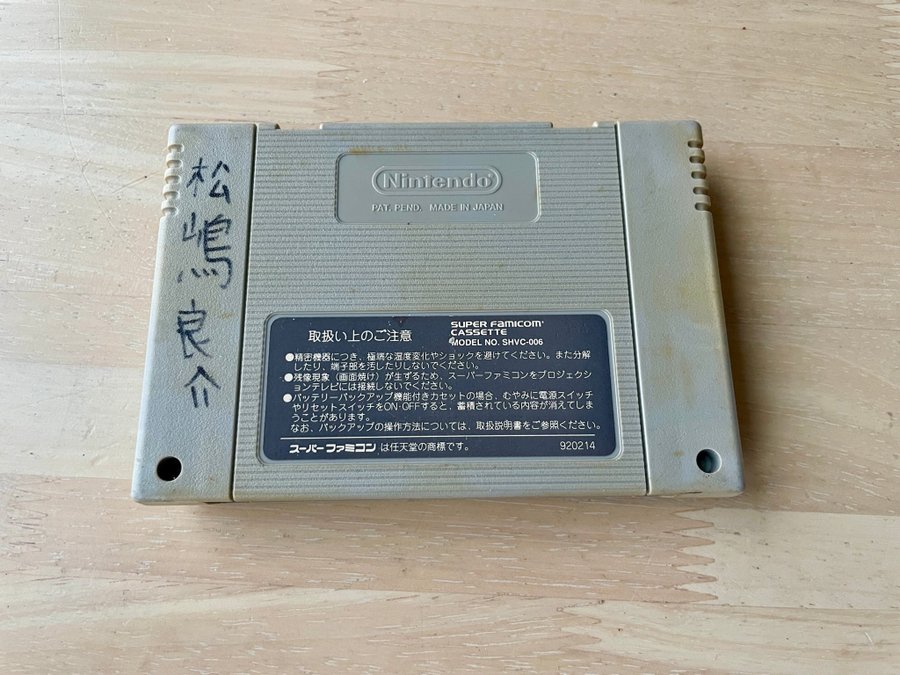 松嶋良介
Nintendo®
PAT. PEND. MADE IN JAPAN
取扱い上のご注意
SUPER FAMICOM™
CASSETTE
MODEL NO. SHVC-006
●精密機器につき、極端な温度変化やショックを避けてください。また分解
したり、端子部を汚したりしないでください。
●残像現象（画面焼け）が生ずるため、スーパーファミコンをプロジェクシ
ョンテレビには接続しないでください。
●バッテリーバックアップ機能付きカセットの場合、むやみに電源スイッチ
やリセットスイッチをON・OFFすると、蓄積されている内容が消えてしま
うことがあります。
なお、バックアップの操作方法については、取扱説明書をご参照ください。
スーパーファミコンは任天堂の商標です。
920214